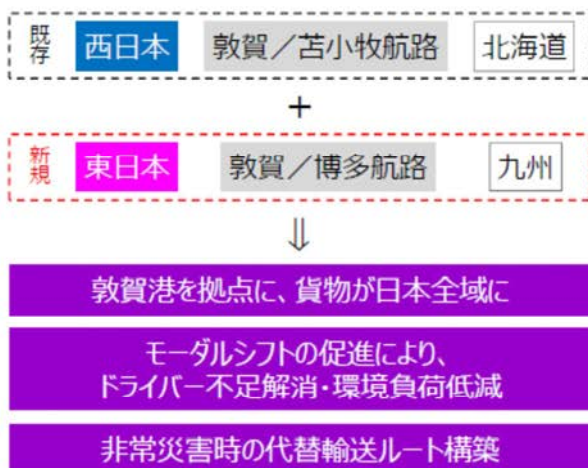 既存 西日本 敦賀／苫小牧航路 北海道
+
新規 東日本 敦賀／博多航路 九州
⇓
敦賀港を拠点に、貨物が日本全域に
モーダルシフトの促進により、
ドライバー不足解消・環境負荷低減
非常災害時の代替輸送ルート構築